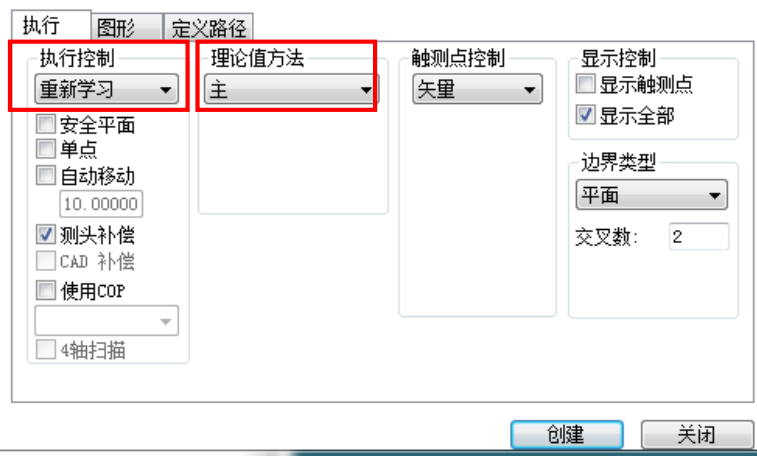 执行 图形 定义路径
执行控制 理论值方法 触测点控制 显示控制
重新学习 主 矢量 显示触测点
显示全部
安全平面
单点
自动移动
10.00000
边界类型
平面
测头补偿
交叉数: 2
CAD 补偿
使用COP
4轴扫描
创建 关闭